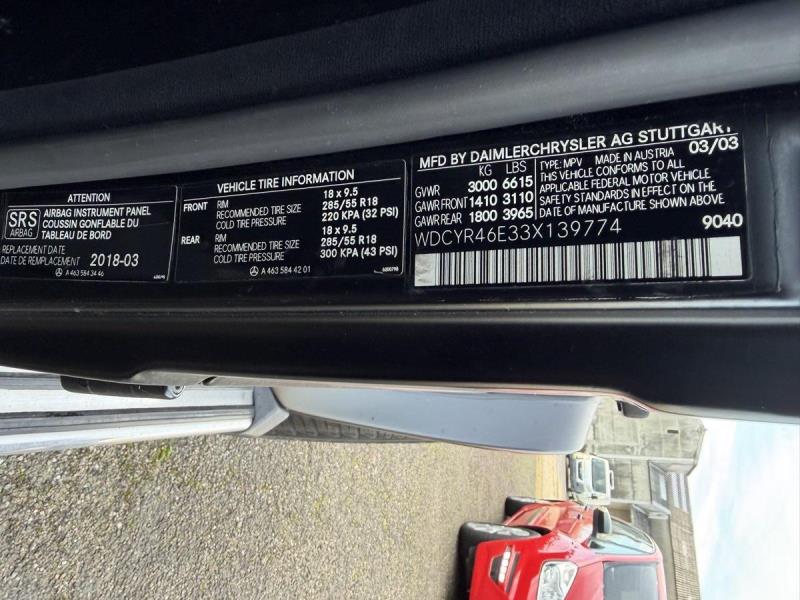 ATTENTION
SRS
AIRBAG
AIRBAG INSTRUMENT PANEL
COUSSIN GONFLABLE DU
TABLEAU DE BORD
REPLACEMENT DATE
DATE DE REMPLACEMENT 2018-03
A 463 584 34 46
VEHICLE TIRE INFORMATION
FRONT RIM 18 x 9.5
RECOMMENDED TIRE SIZE 285/55 R18
COLD TIRE PRESSURE 220 KPA (32 PSI)
REAR RIM 18 x 9.5
RECOMMENDED TIRE SIZE 285/55 R18
COLD TIRE PRESSURE 300 KPA (43 PSI)
A 463 584 42 01
MFD BY DAIMLERCHRYSLER AG STUTTGART
KG LBS
GVWR 3000 6615
GAWR FRONT 1410 3110
GAWR REAR 1800 3965
TYPE: MPV MADE IN AUSTRIA 03/03
THIS VEHICLE CONFORMS TO ALL
APPLICABLE FEDERAL MOTOR VEHICLE
SAFETY STANDARDS IN EFFECT ON THE
DATE OF MANUFACTURE SHOWN ABOVE
WDCYR46E33X139774
9040